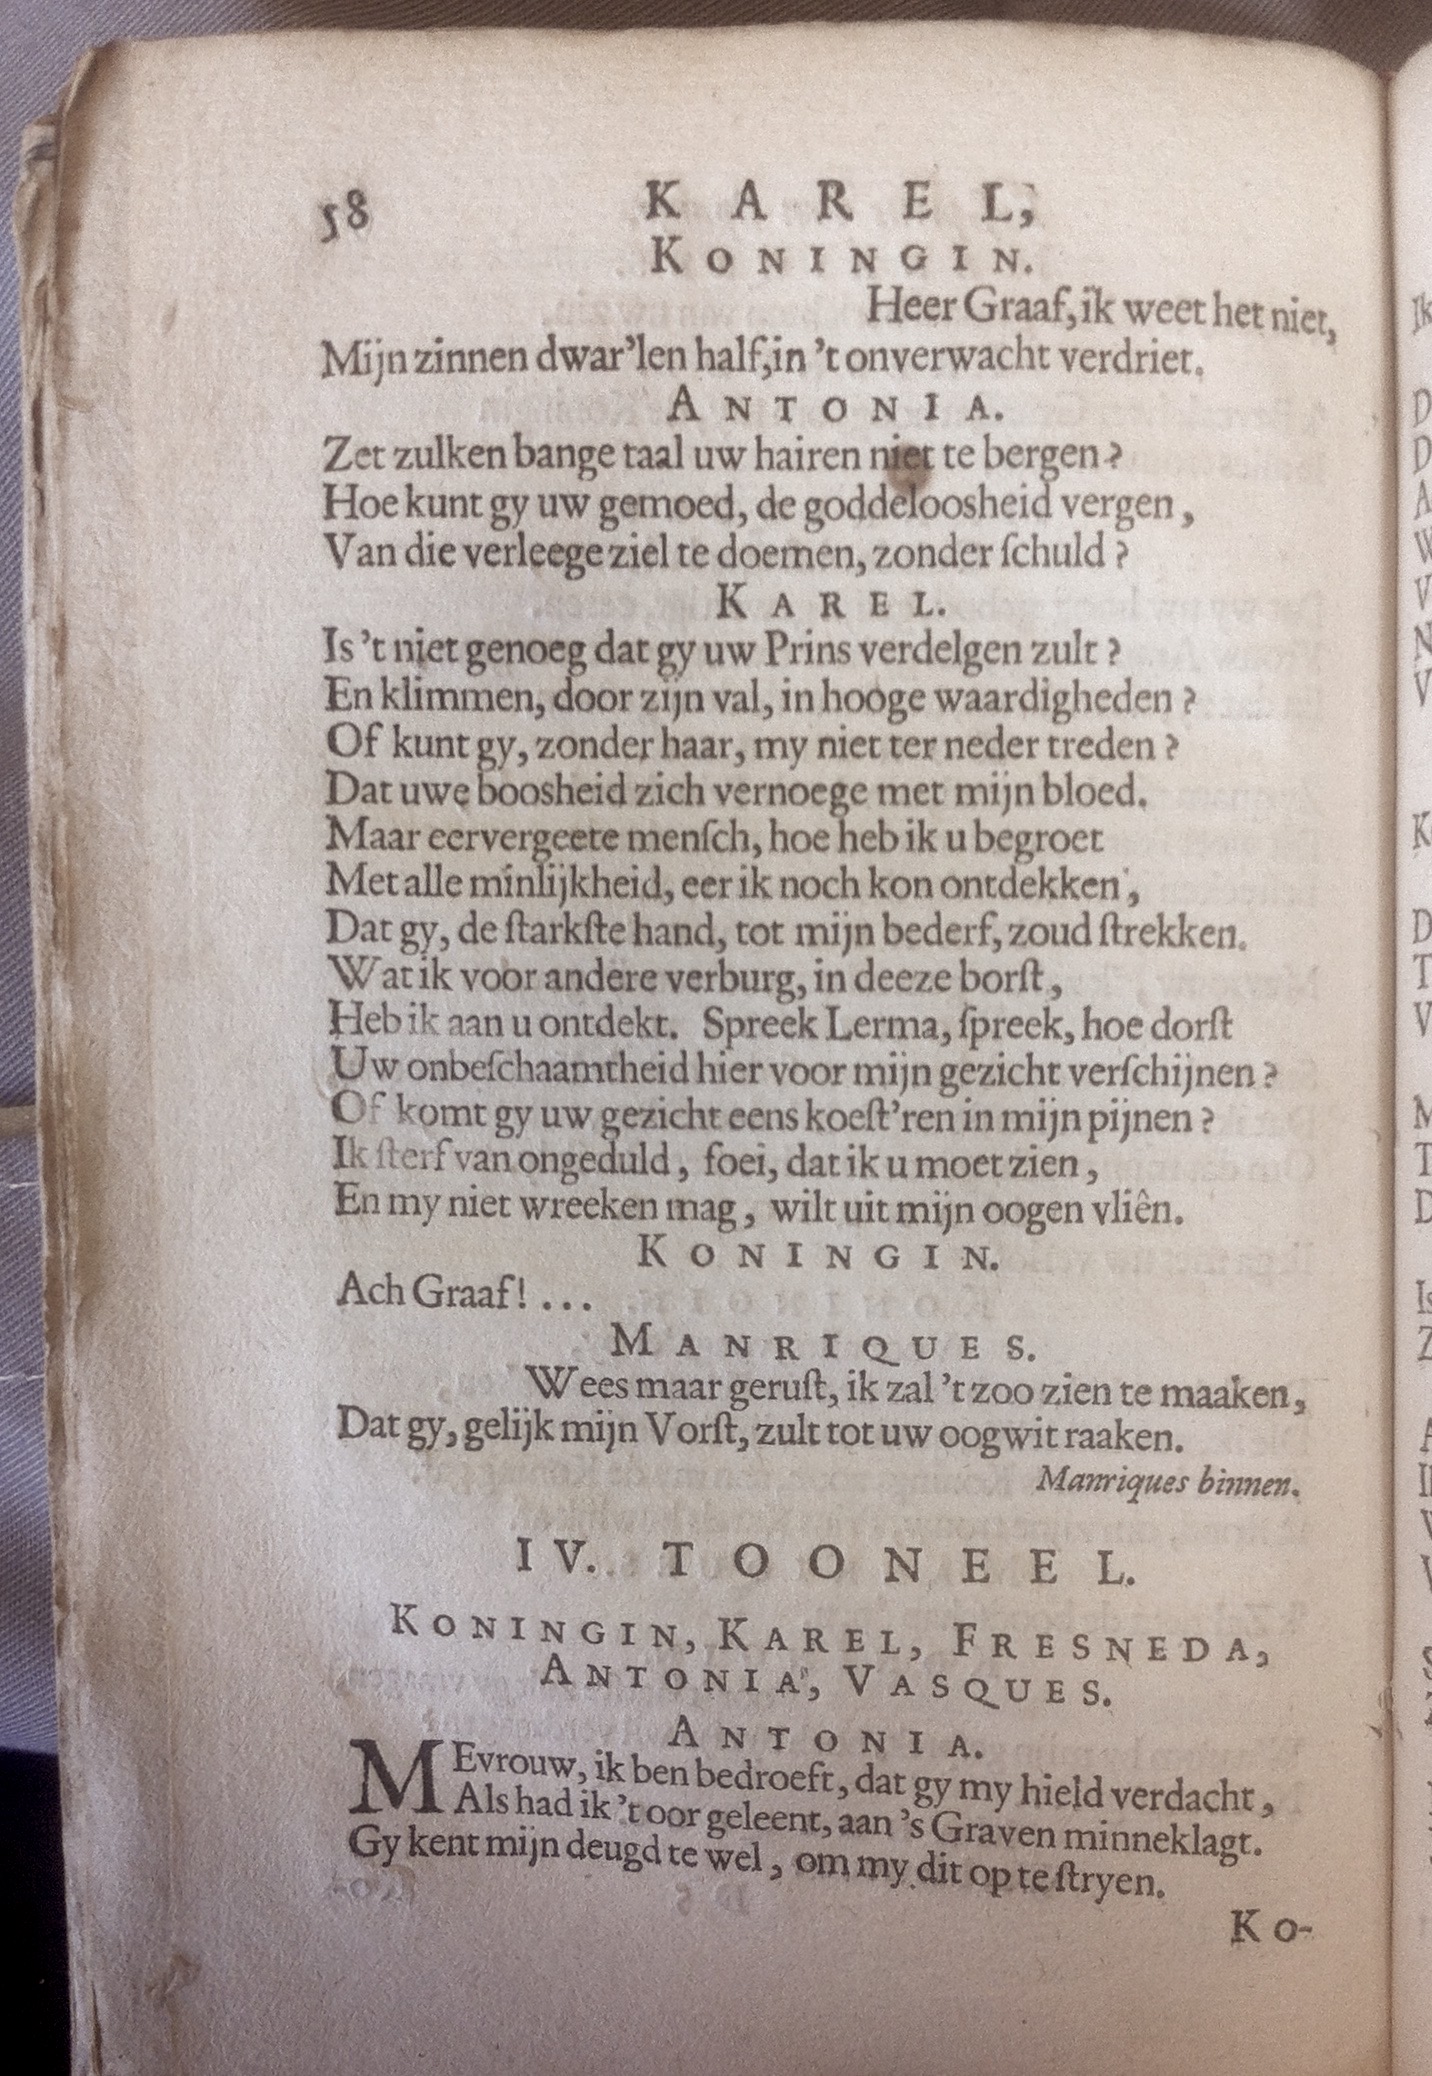 58 KAREL,
KONINGIN.
Heer Graaf, ik weet het niet,
Mijn zinnen dwar'len half, in 't onverwacht verdriet.
ANTONIA.
Zet zulken bange taal uw hairen niet te bergen?
Hoe kunt gy uw gemoed, de goddeloosheid vergen,
Van die verleege ziel te doemen, zonder ſchuld?
KAREL.
Is 't niet genoeg dat gy uw Prins verdelgen zult?
En klimmen, door zijn val, in hooge waardigheden?
Of kunt gy, zonder haar, my niet ter neder treden?
Dat uwe boosheid zich vernoege met mijn bloed.
Maar eervergeete menſch, hoe heb ik u begroet
Met alle minlijkheid, eer ik noch kon ontdekken,
Dat gy, de ſtarkſte hand, tot mijn bederf, zoud ſtrekken.
Wat ik voor andere verburg, in deeze borſt,
Heb ik aan u ontdekt. Spreek Lerma, ſpreek, hoe dorſt
Uw onbeſchaamtheid hier voor mijn gezicht verſchijnen?
Of komt gy uw gezicht eens koeſt'ren in mijn pijnen?
Ik ſterf van ongeduld, foei, dat ik u moet zien,
En my niet wreeken mag, wilt uit mijn oogen vliên.
KONINGIN.
Ach Graaf! ...
MANRIQUES.
Wees maar geruſt, ik zal 't zoo zien te maaken,
Dat gy, gelijk mijn Vorſt, zult tot uw oogwit raaken.
Manriques binnen.
IV. TOONEEL.
KONINGIN, KAREL, FRESNEDA,
ANTONIA, VASQUES.
ANTONIA.
MEvrouw, ik ben bedroeft, dat gy my hield verdacht,
Als had ik 't oor geleent, aan 's Graven minneklagt.
Gy kent mijn deugd te wel, om my dit op te ſtryen.
Ko-